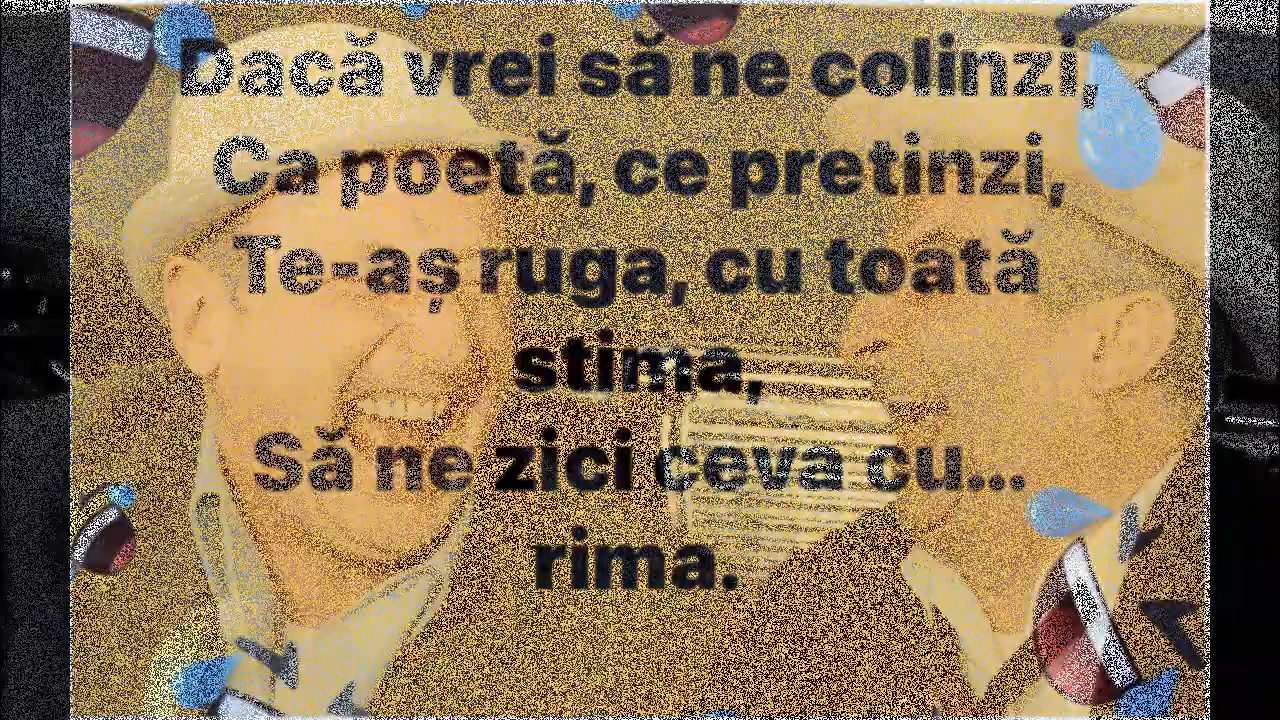 Dacă vrei să ne colinzi,
Ca poetă, ce pretinzi,
Te-aș ruga, cu toată
stima,
Să ne zici ceva cu...
rima.